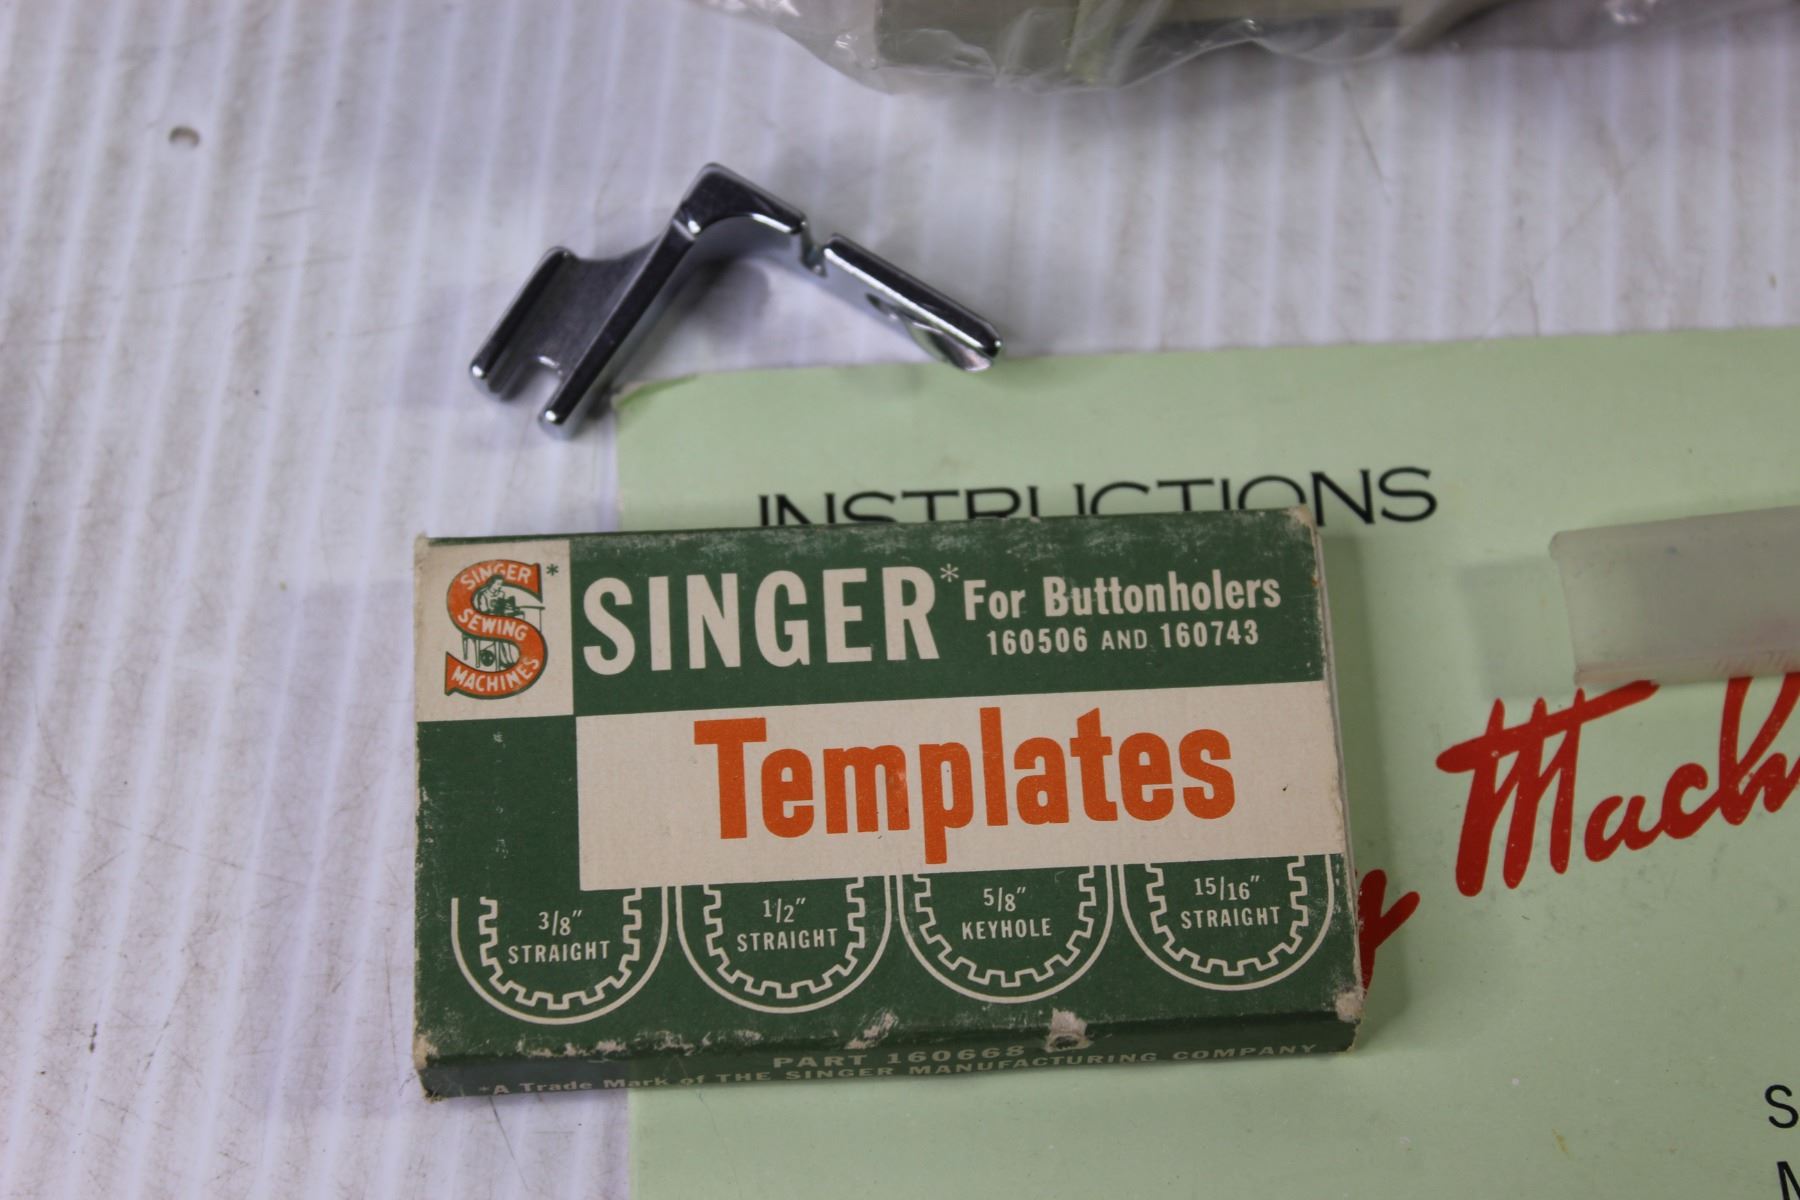 INSTRUCTIONS
SINGER
SEWING
MACHINES
*
SINGER* For Buttonholers
160506 AND 160743
Templates
3/8" STRAIGHT
1/2" STRAIGHT
5/8" KEYHOLE
15/16" STRAIGHT
PART 160668
*A Trade Mark of THE SINGER MANUFACTURING COMPANY